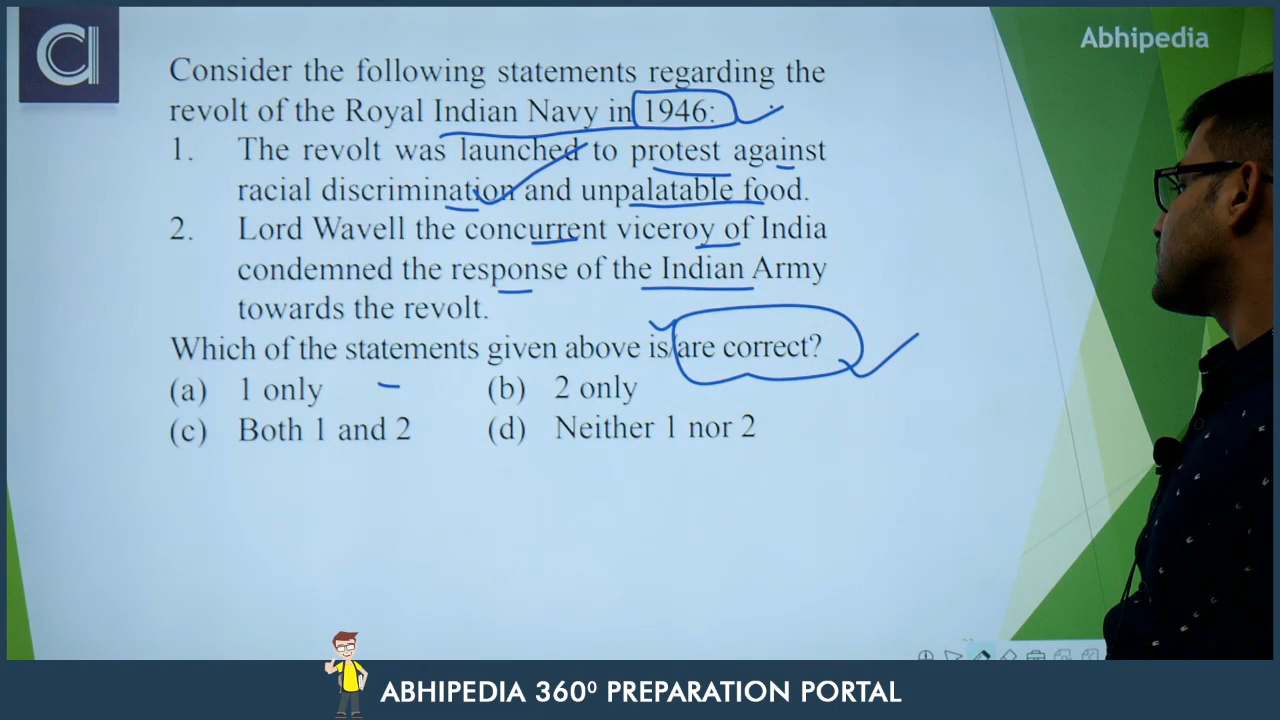 Abhipedia
Consider the following statements regarding the
revolt of the Royal Indian Navy in 1946:
1. The revolt was launched to protest against
racial discrimination and unpalatable food.
2. Lord Wavell the concurrent viceroy of India
condemned the response of the Indian Army
towards the revolt.
Which of the statements given above is/are correct?
(a) 1 only (b) 2 only
(c) Both 1 and 2 (d) Neither 1 nor 2
ABHIPEDIA 360⁰ PREPARATION PORTAL